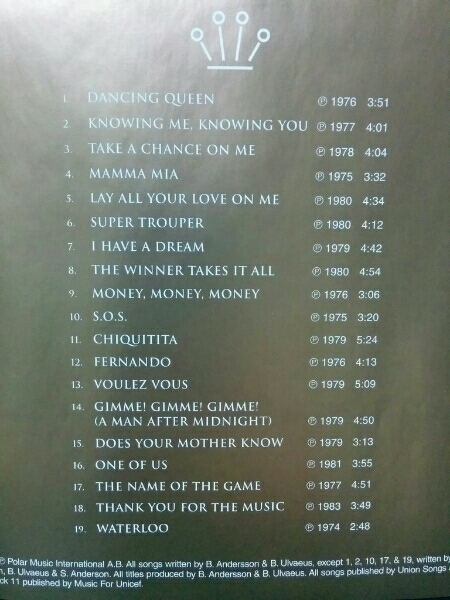 1. DANCING QUEEN ℗ 1976 3:51
2. KNOWING ME, KNOWING YOU ℗ 1977 4:01
3. TAKE A CHANCE ON ME ℗ 1978 4:04
4. MAMMA MIA ℗ 1975 3:32
5. LAY ALL YOUR LOVE ON ME ℗ 1980 4:34
6. SUPER TROUPER ℗ 1980 4:12
7. I HAVE A DREAM ℗ 1979 4:42
8. THE WINNER TAKES IT ALL ℗ 1980 4:54
9. MONEY, MONEY, MONEY ℗ 1976 3:06
10. S.O.S. ℗ 1975 3:20
11. CHIQUITITA ℗ 1979 5:24
12. FERNANDO ℗ 1976 4:13
13. VOULEZ VOUS ℗ 1979 5:09
14. GIMME! GIMME! GIMME!
(A MAN AFTER MIDNIGHT) ℗ 1979 4:50
15. DOES YOUR MOTHER KNOW ℗ 1979 3:13
16. ONE OF US ℗ 1981 3:55
17. THE NAME OF THE GAME ℗ 1977 4:51
18. THANK YOU FOR THE MUSIC ℗ 1983 3:49
19. WATERLOO ℗ 1974 2:48
℗ Polar Music International A.B. All songs written by B. Andersson & B. Ulvaeus, except 1, 2, 10, 17, & 19, written by
n, B. Ulvaeus & S. Anderson. All titles produced by B. Andersson & B. Ulvaeus. All songs published by Union Songs
ck 11 published by Music For Unicef.